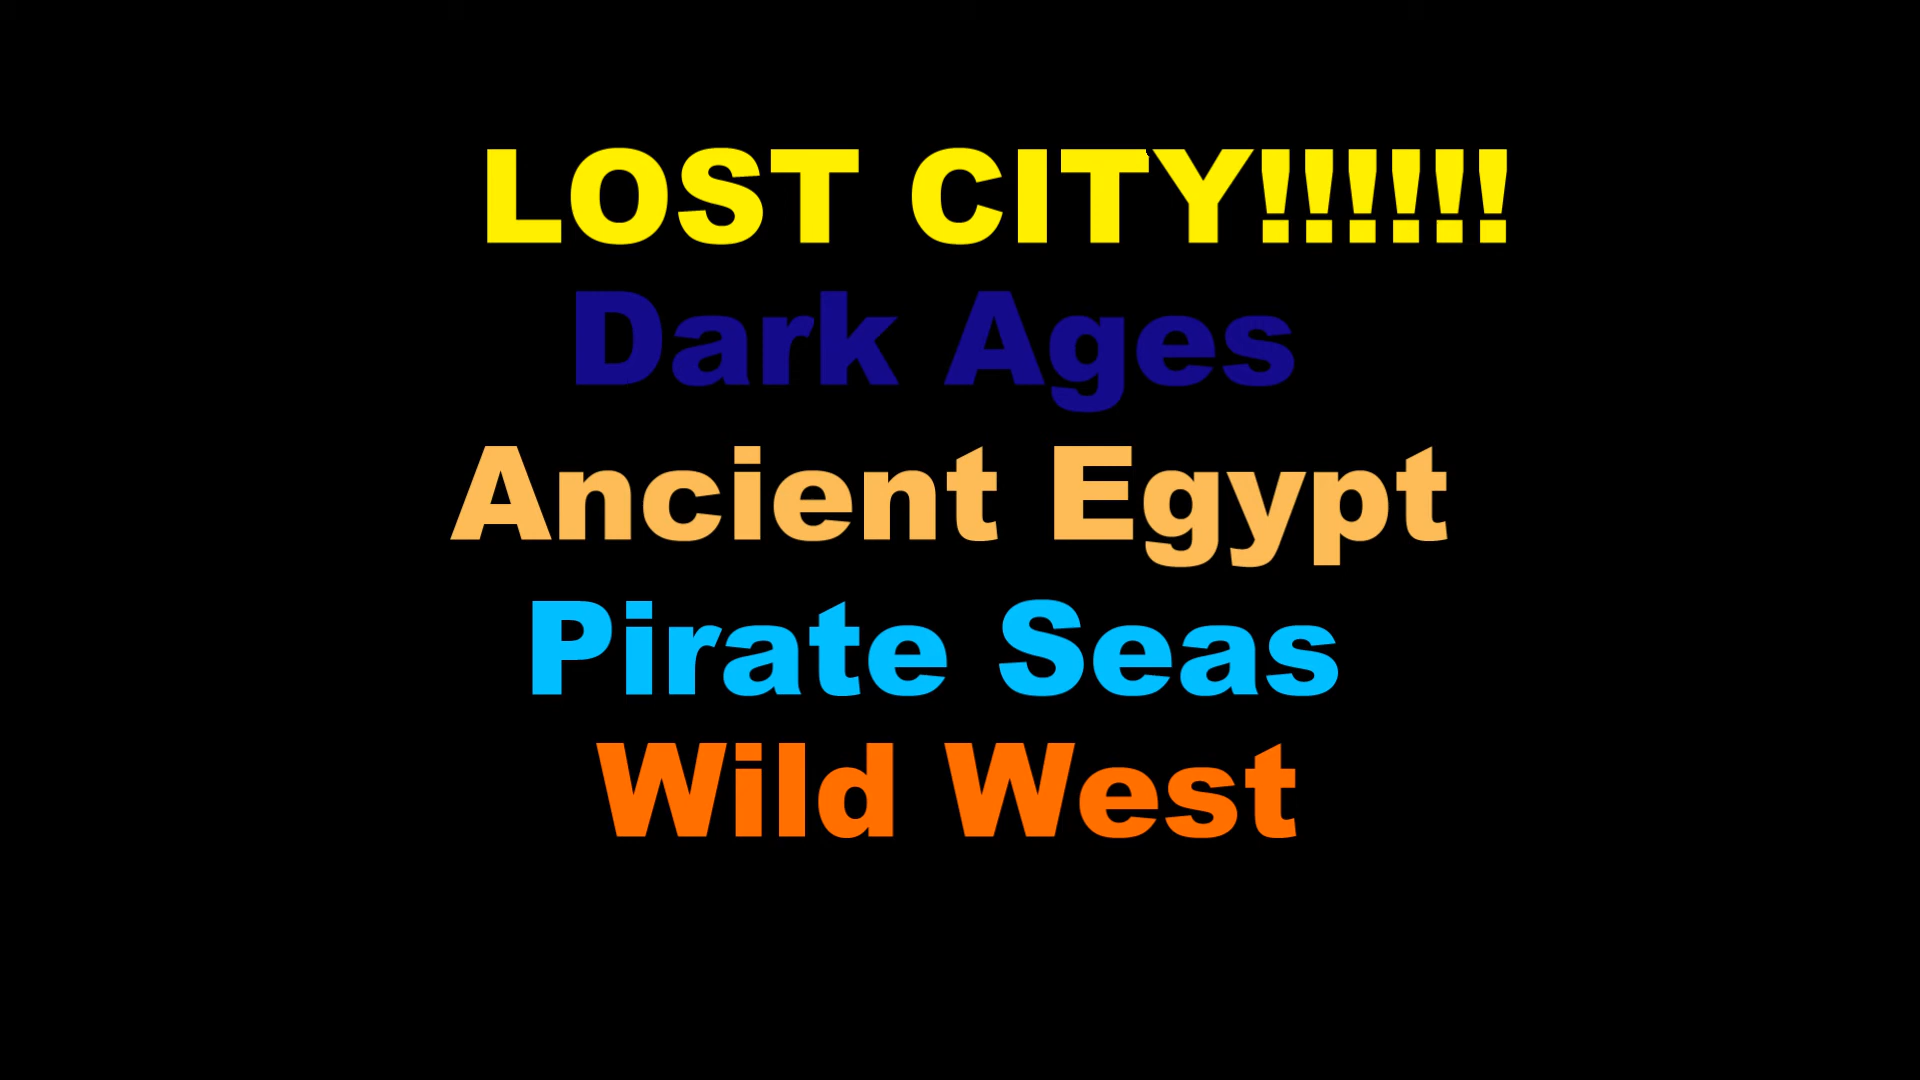 LOST CITY!!!!!!
Dark Ages
Ancient Egypt
Pirate Seas
Wild West